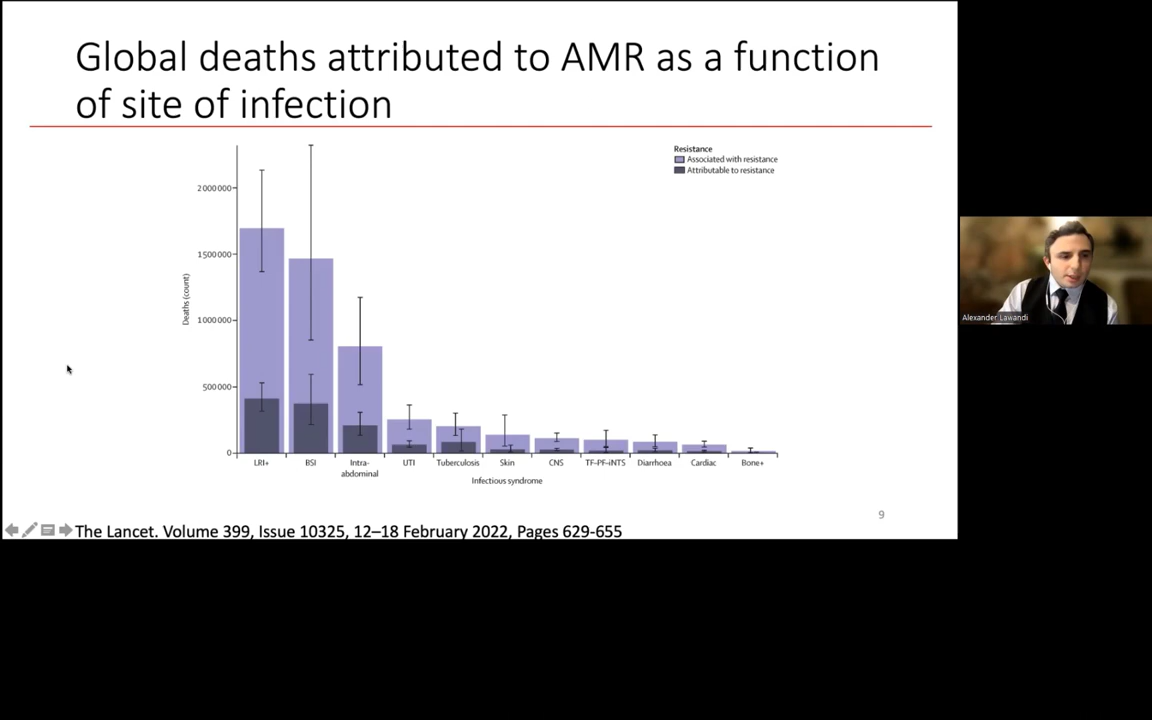 Global deaths attributed to AMR as a function
of site of infection
Resistance
Associated with resistance
Attributable to resistance
2000000
1500000
1000000
500000
0
Deaths (count)
LRI+ BSI Intra- UTI Tuberculosis Skin CNS TF–PF–iNTS Diarrhoea Cardiac Bone+
abdominal
Infectious syndrome
9
The Lancet. Volume 399, Issue 10325, 12–18 February 2022, Pages 629-655
Alexander Lawandi